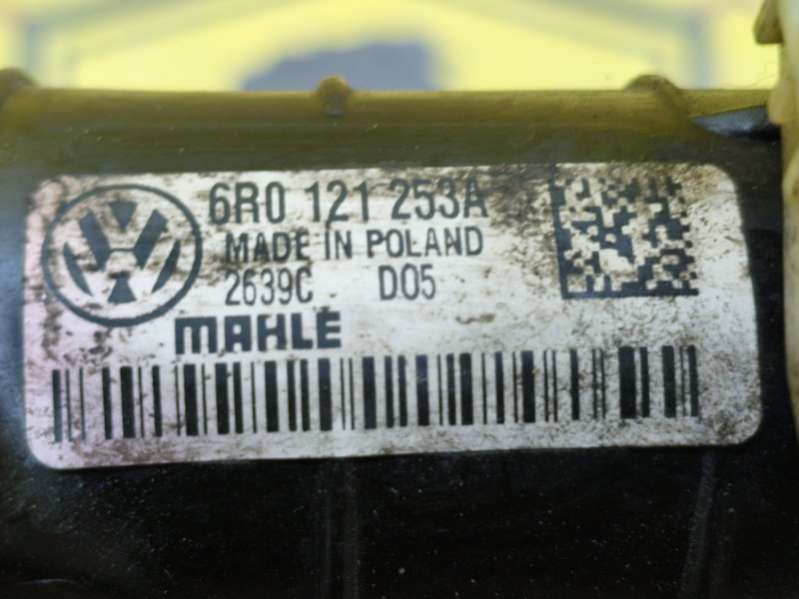 6R0 121 253A
MADE IN POLAND
2639C D05
MAHLE